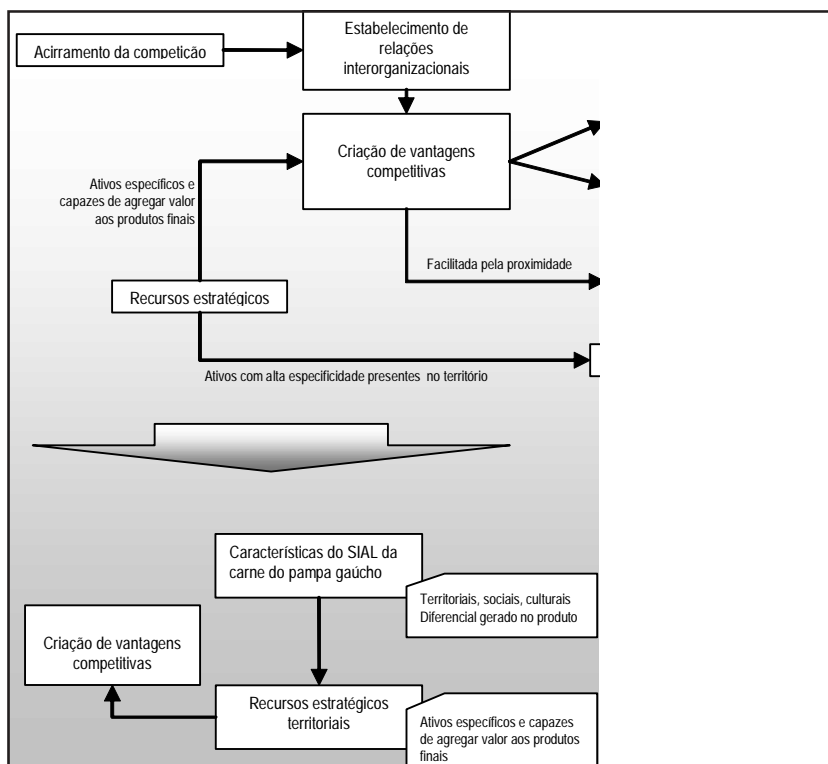 Estabelecimento de
relações
interorganizacionais
Acirramento da competição
Criação de vantagens
competitivas
Ativos específicos e
capazes de agregar valor
aos produtos finais
Facilitada pela proximidade
Recursos estratégicos
Ativos com alta especificidade presentes no território
Características do SIAL da
carne do pampa gaúcho
Territoriais, sociais, culturais
Diferencial gerado no produto
Criação de vantagens
competitivas
Recursos estratégicos
territoriais
Ativos específicos e capazes
de agregar valor aos produtos
finais